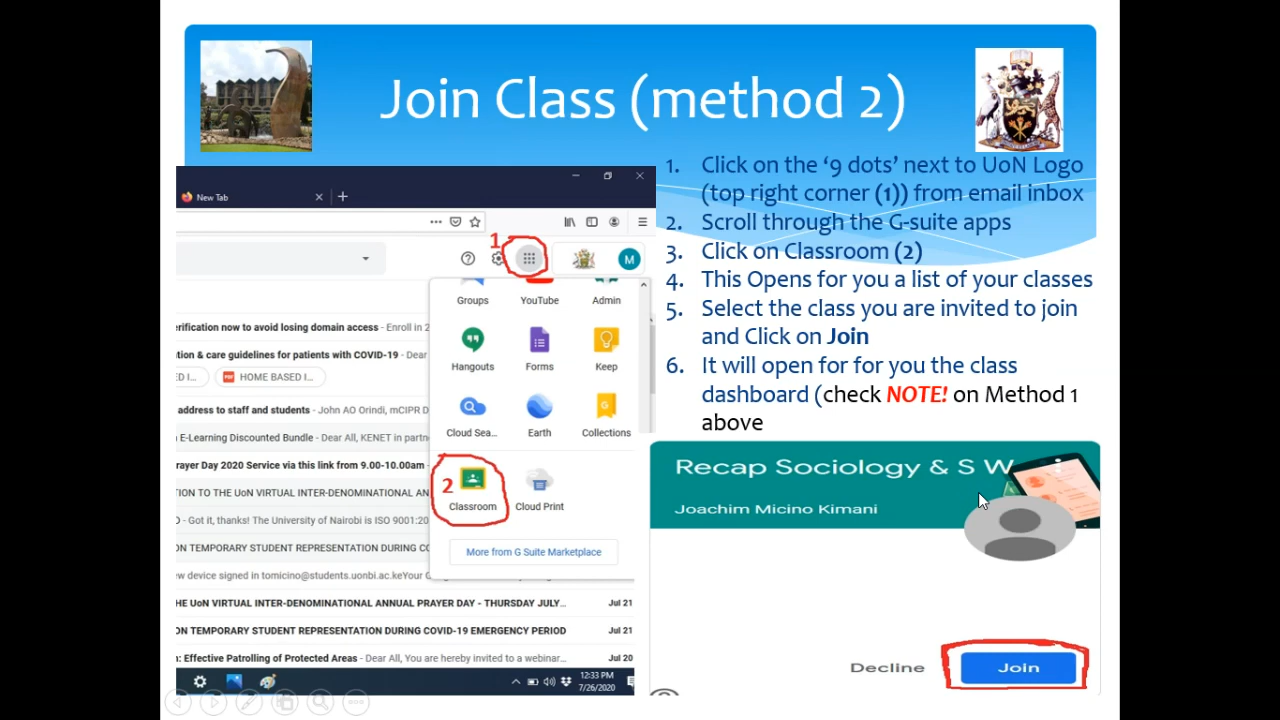 Join Class (method 2)
1. Click on the ‘9 dots’ next to UoN Logo
(top right corner (1)) from email inbox
2. Scroll through the G-suite apps
3. Click on Classroom (2)
4. This Opens for you a list of your classes
5. Select the class you are invited to join
and Click on Join
6. It will open for for you the class
dashboard (check NOTE! on Method 1
above
New Tab
1
M
Groups YouTube Admin
Hangouts Forms Keep
Cloud Sea... Earth Collections
2
Classroom Cloud Print
More from G Suite Marketplace
erification now to avoid losing domain access - Enroll in 2
tion & care guidelines for patients with COVID-19 - Dear
ED I... PDF HOME BASED I...
address to staff and students - John AO Orindi, mCIPR D
n E-Learning Discounted Bundle - Dear All, KENET in partn
rayer Day 2020 Service via this link from 9.00-10.00am -
TION TO THE UoN VIRTUAL INTER-DENOMINATIONAL AN
O - Got it, thanks! The University of Nairobi is ISO 9001:20
ON TEMPORARY STUDENT REPRESENTATION DURING CO
ew device signed in tomicino@students.uonbi.ac.keYour G
HE UoN VIRTUAL INTER-DENOMINATIONAL ANNUAL PRAYER DAY - THURSDAY JULY... Jul 21
ON TEMPORARY STUDENT REPRESENTATION DURING COVID-19 EMERGENCY PERIOD Jul 21
n: Effective Patrolling of Protected Areas - Dear All, You are hereby invited to a webinar... Jul 20
12:33 PM
7/26/2020
Recap Sociology & S W
Joachim Micino Kimani
Decline Join